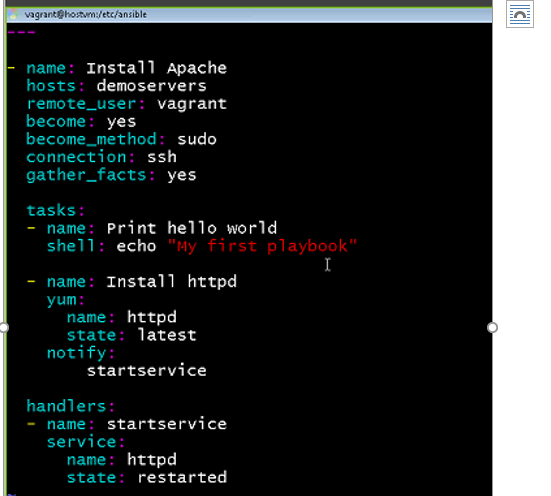 vagrant@hostvm:/etc/ansible
---
- name: Install Apache
  hosts: demoservers
  remote_user: vagrant
  become: yes
  become_method: sudo
  connection: ssh
  gather_facts: yes
  tasks:
  - name: Print hello world
    shell: echo "My first playbook"
  - name: Install httpd
    yum:
      name: httpd
      state: latest
    notify:
        startservice
  handlers:
  - name: startservice
    service:
      name: httpd
      state: restarted